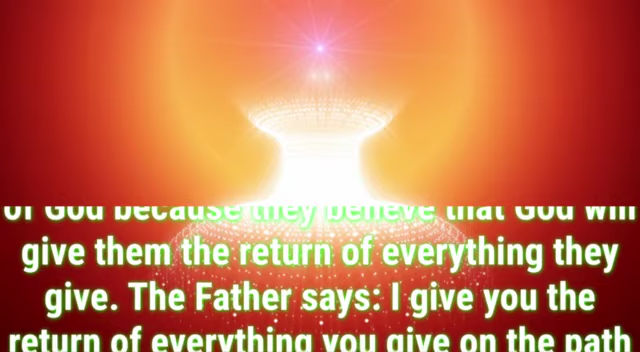 of God because they believe that God will
give them the return of everything they
give. The Father says: I give you the
return of everything you give on the path